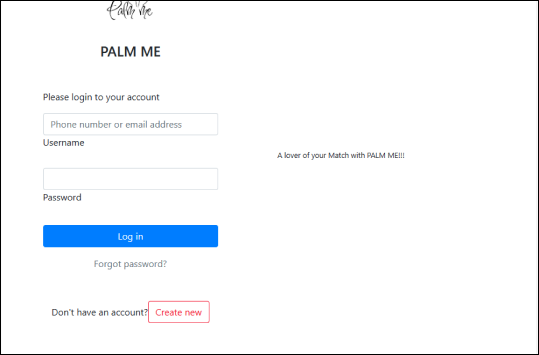 Palm me
PALM ME
Please login to your account
Phone number or email address
Username
A lover of your Match with PALM ME!!!
Password
Log in
Forgot password?
Don't have an account? Create new